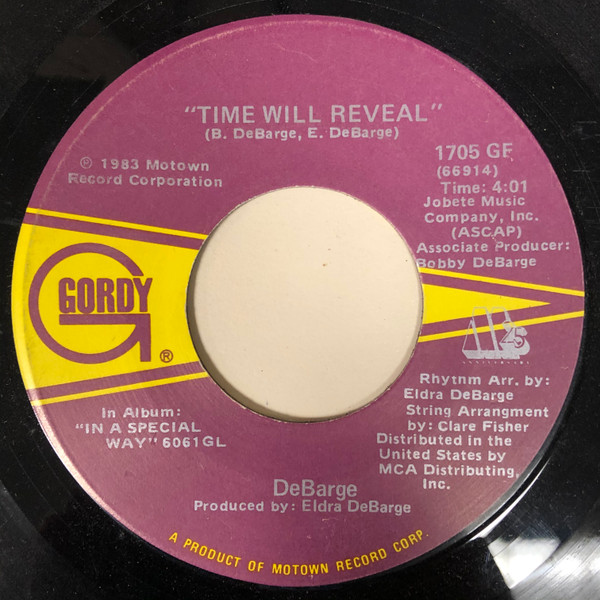 "TIME WILL REVEAL"
(B. DeBarge, E. DeBarge)
℗ 1983 Motown
Record Corporation
1705 GF
(66914)
Time: 4:01
Jobete Music
Company, Inc.
(ASCAP)
Associate Producer:
Bobby DeBarge
GORDY
G
®
25
ANNIVERSARY
In Album:
"IN A SPECIAL
WAY" 6061GL
Rhytnm Arr. by:
Eldra DeBarge
String Arrangment
by: Clare Fisher
Distributed in the
United States by
MCA Distributing,
Inc.
DeBarge
Produced by: Eldra DeBarge
A PRODUCT OF MOTOWN RECORD CORP.